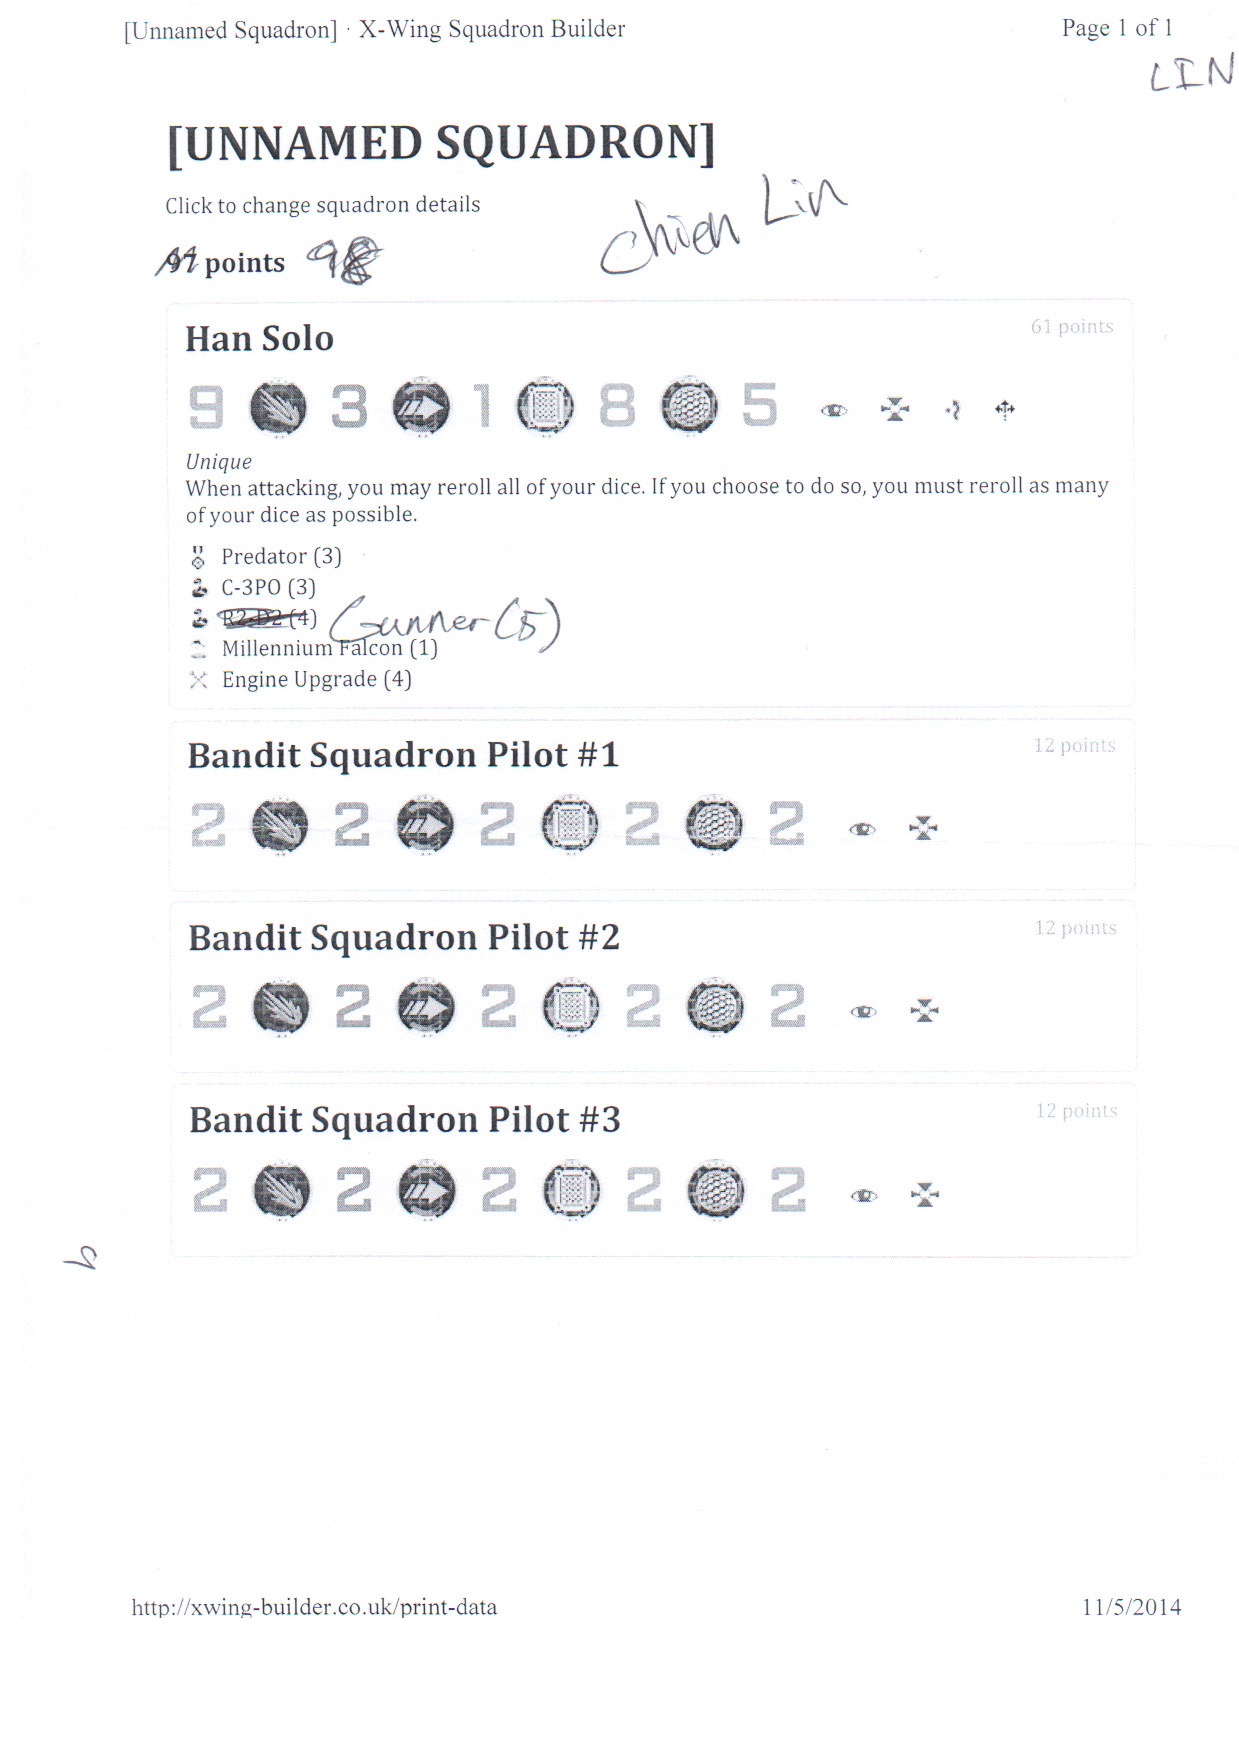 [Unnamed Squadron] · X-Wing Squadron Builder
Page 1 of 1
LIN
[UNNAMED SQUADRON]
Click to change squadron details
Chien Lin
97 points 98
Han Solo
61 points
9 3 1 8 5
Unique
When attacking, you may reroll all of your dice. If you choose to do so, you must reroll as many
of your dice as possible.
Predator (3)
C-3PO (3)
R2-D2 (4) Gunner (5)
Millennium Falcon (1)
Engine Upgrade (4)
Bandit Squadron Pilot #1
12 points
2 2 2 2 2
Bandit Squadron Pilot #2
12 points
2 2 2 2 2
Bandit Squadron Pilot #3
12 points
2 2 2 2 2
http://xwing-builder.co.uk/print-data
11/5/2014